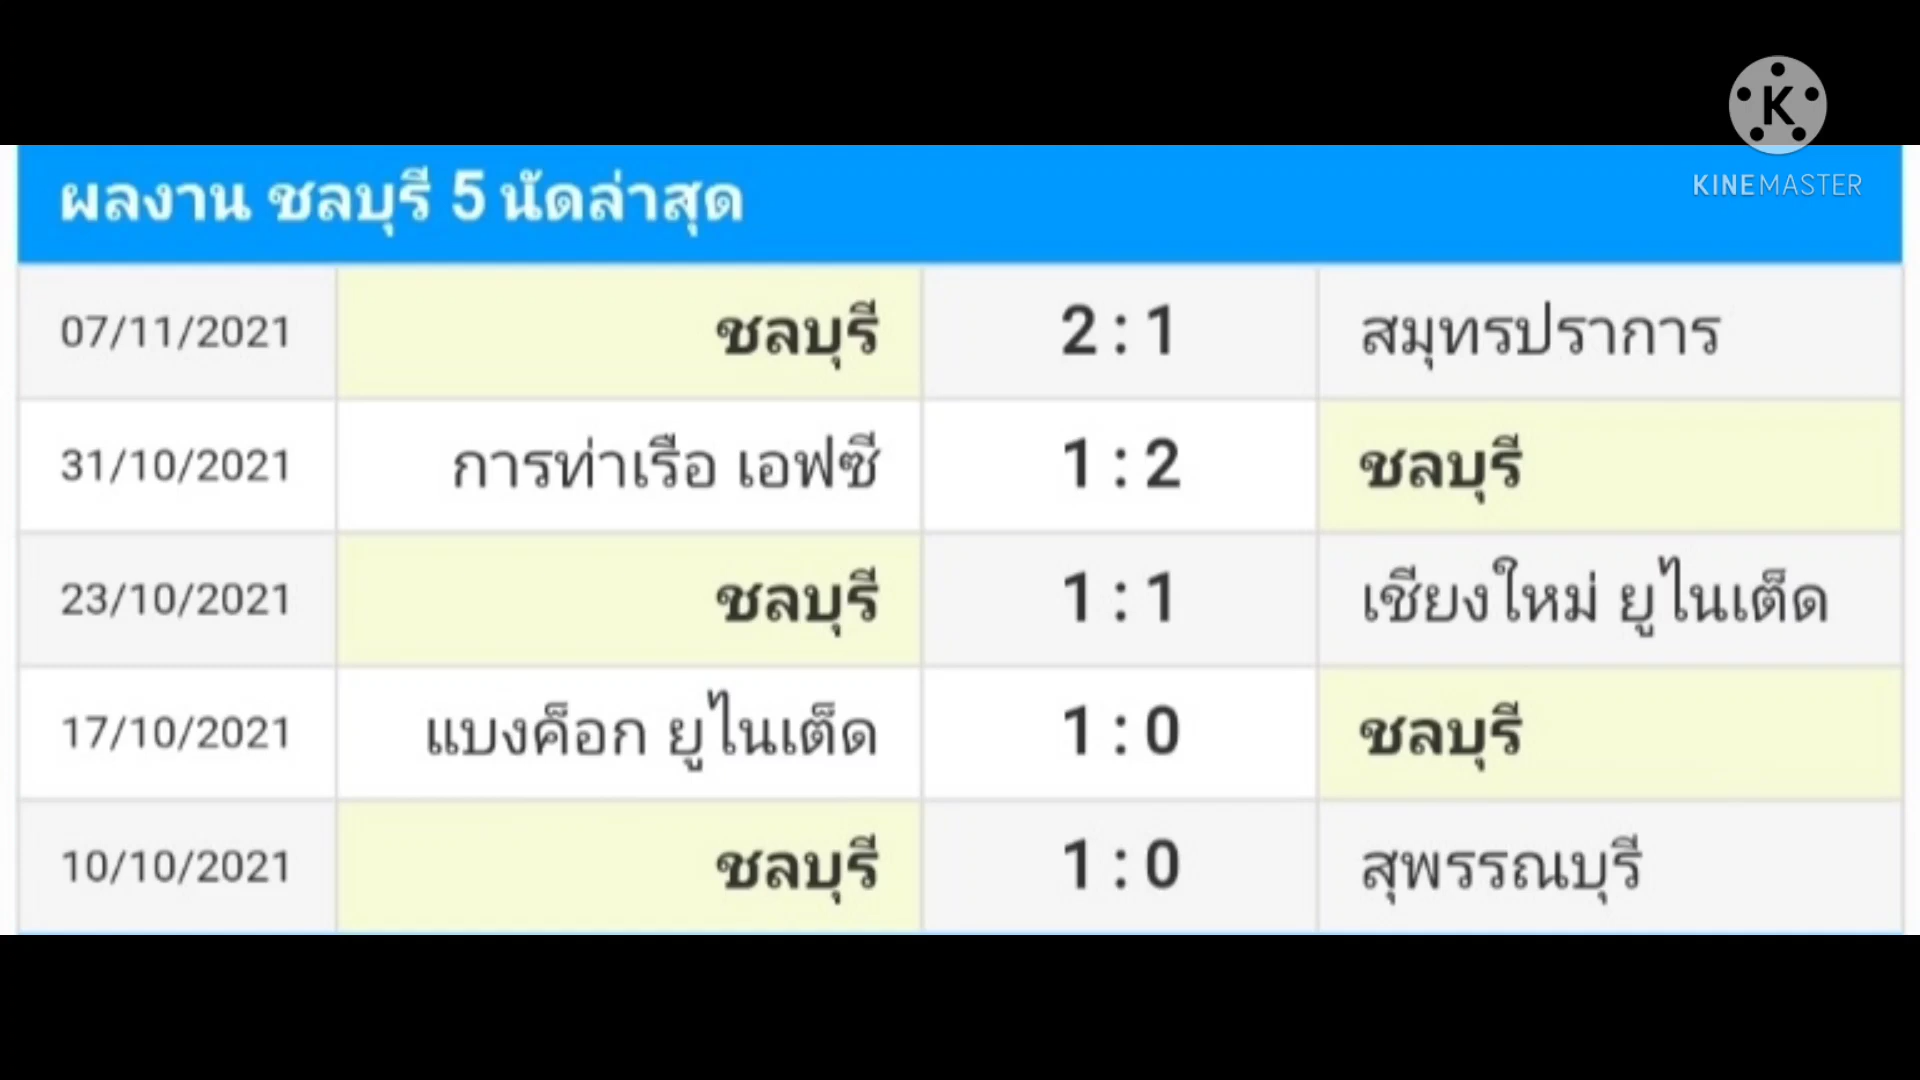 K
KINEMASTER
ผลงาน ชลบุรี 5 นัดล่าสุด
07/11/2021 ชลบุรี 2 : 1 สมุทรปราการ
31/10/2021 การท่าเรือ เอฟซี 1 : 2 ชลบุรี
23/10/2021 ชลบุรี 1 : 1 เชียงใหม่ ยูไนเต็ด
17/10/2021 แบงค็อก ยูไนเต็ด 1 : 0 ชลบุรี
10/10/2021 ชลบุรี 1 : 0 สุพรรณบุรี